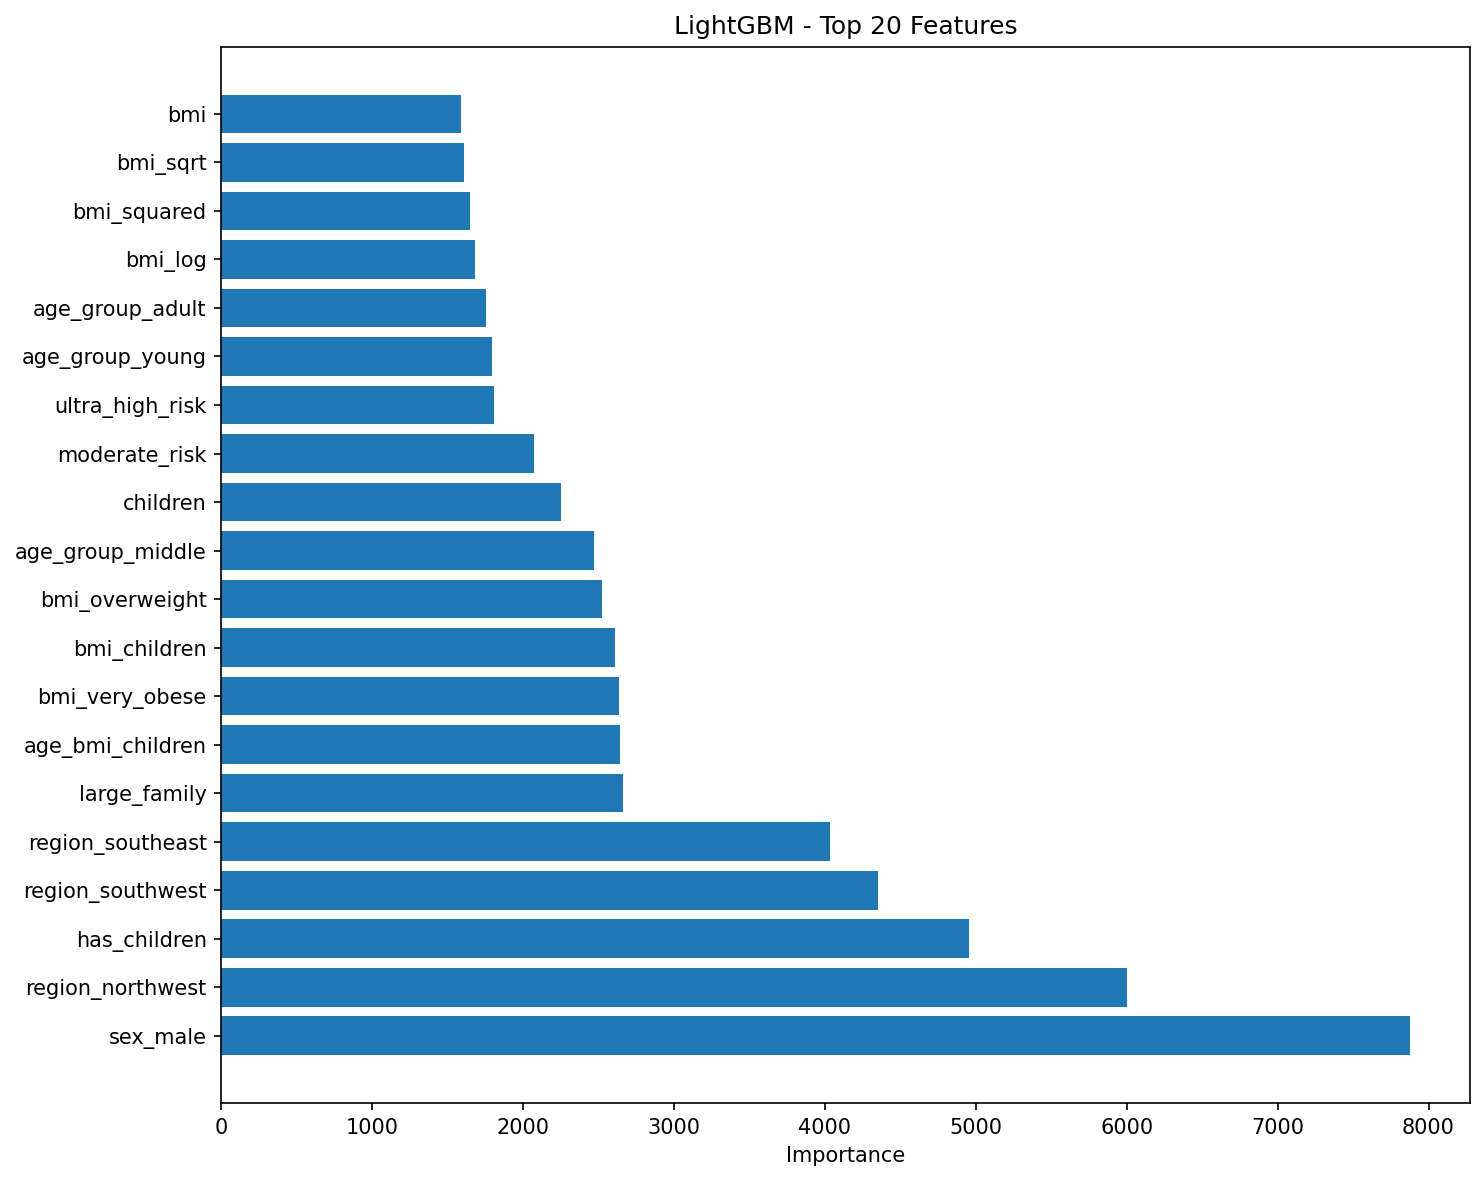 LightGBM - Top 20 Features
bmi
bmi_sqrt
bmi_squared
bmi_log
age_group_adult
age_group_young
ultra_high_risk
moderate_risk
children
age_group_middle
bmi_overweight
bmi_children
bmi_very_obese
age_bmi_children
large_family
region_southeast
region_southwest
has_children
region_northwest
sex_male
0 1000 2000 3000 4000 5000 6000 7000 8000
Importance